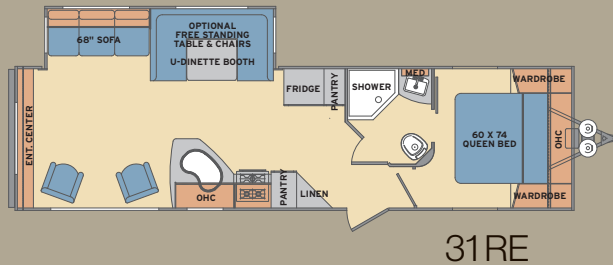 OPTIONAL
FREE STANDING
TABLE & CHAIRS
U-DINETTE BOOTH
68" SOFA
ENT. CENTER
FRIDGE
PANTRY
SHOWER
MED
WARDROBE
60 X 74
QUEEN BED
OHC
WARDROBE
OHC
PANTRY
LINEN
31RE